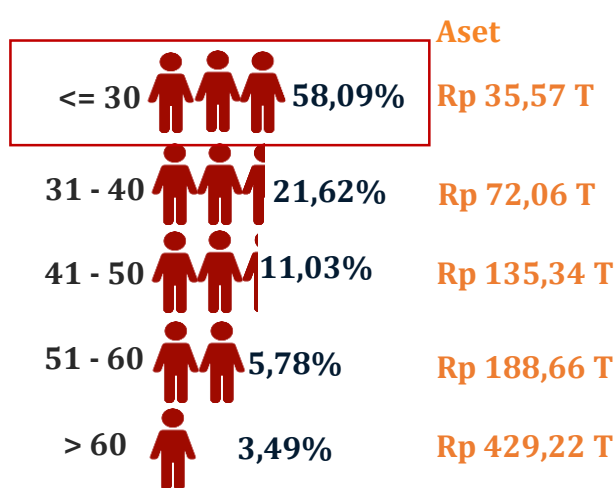 Aset
<= 30 58,09% Rp 35,57 T
31 - 40 21,62% Rp 72,06 T
41 - 50 11,03% Rp 135,34 T
51 - 60 5,78% Rp 188,66 T
> 60 3,49% Rp 429,22 T